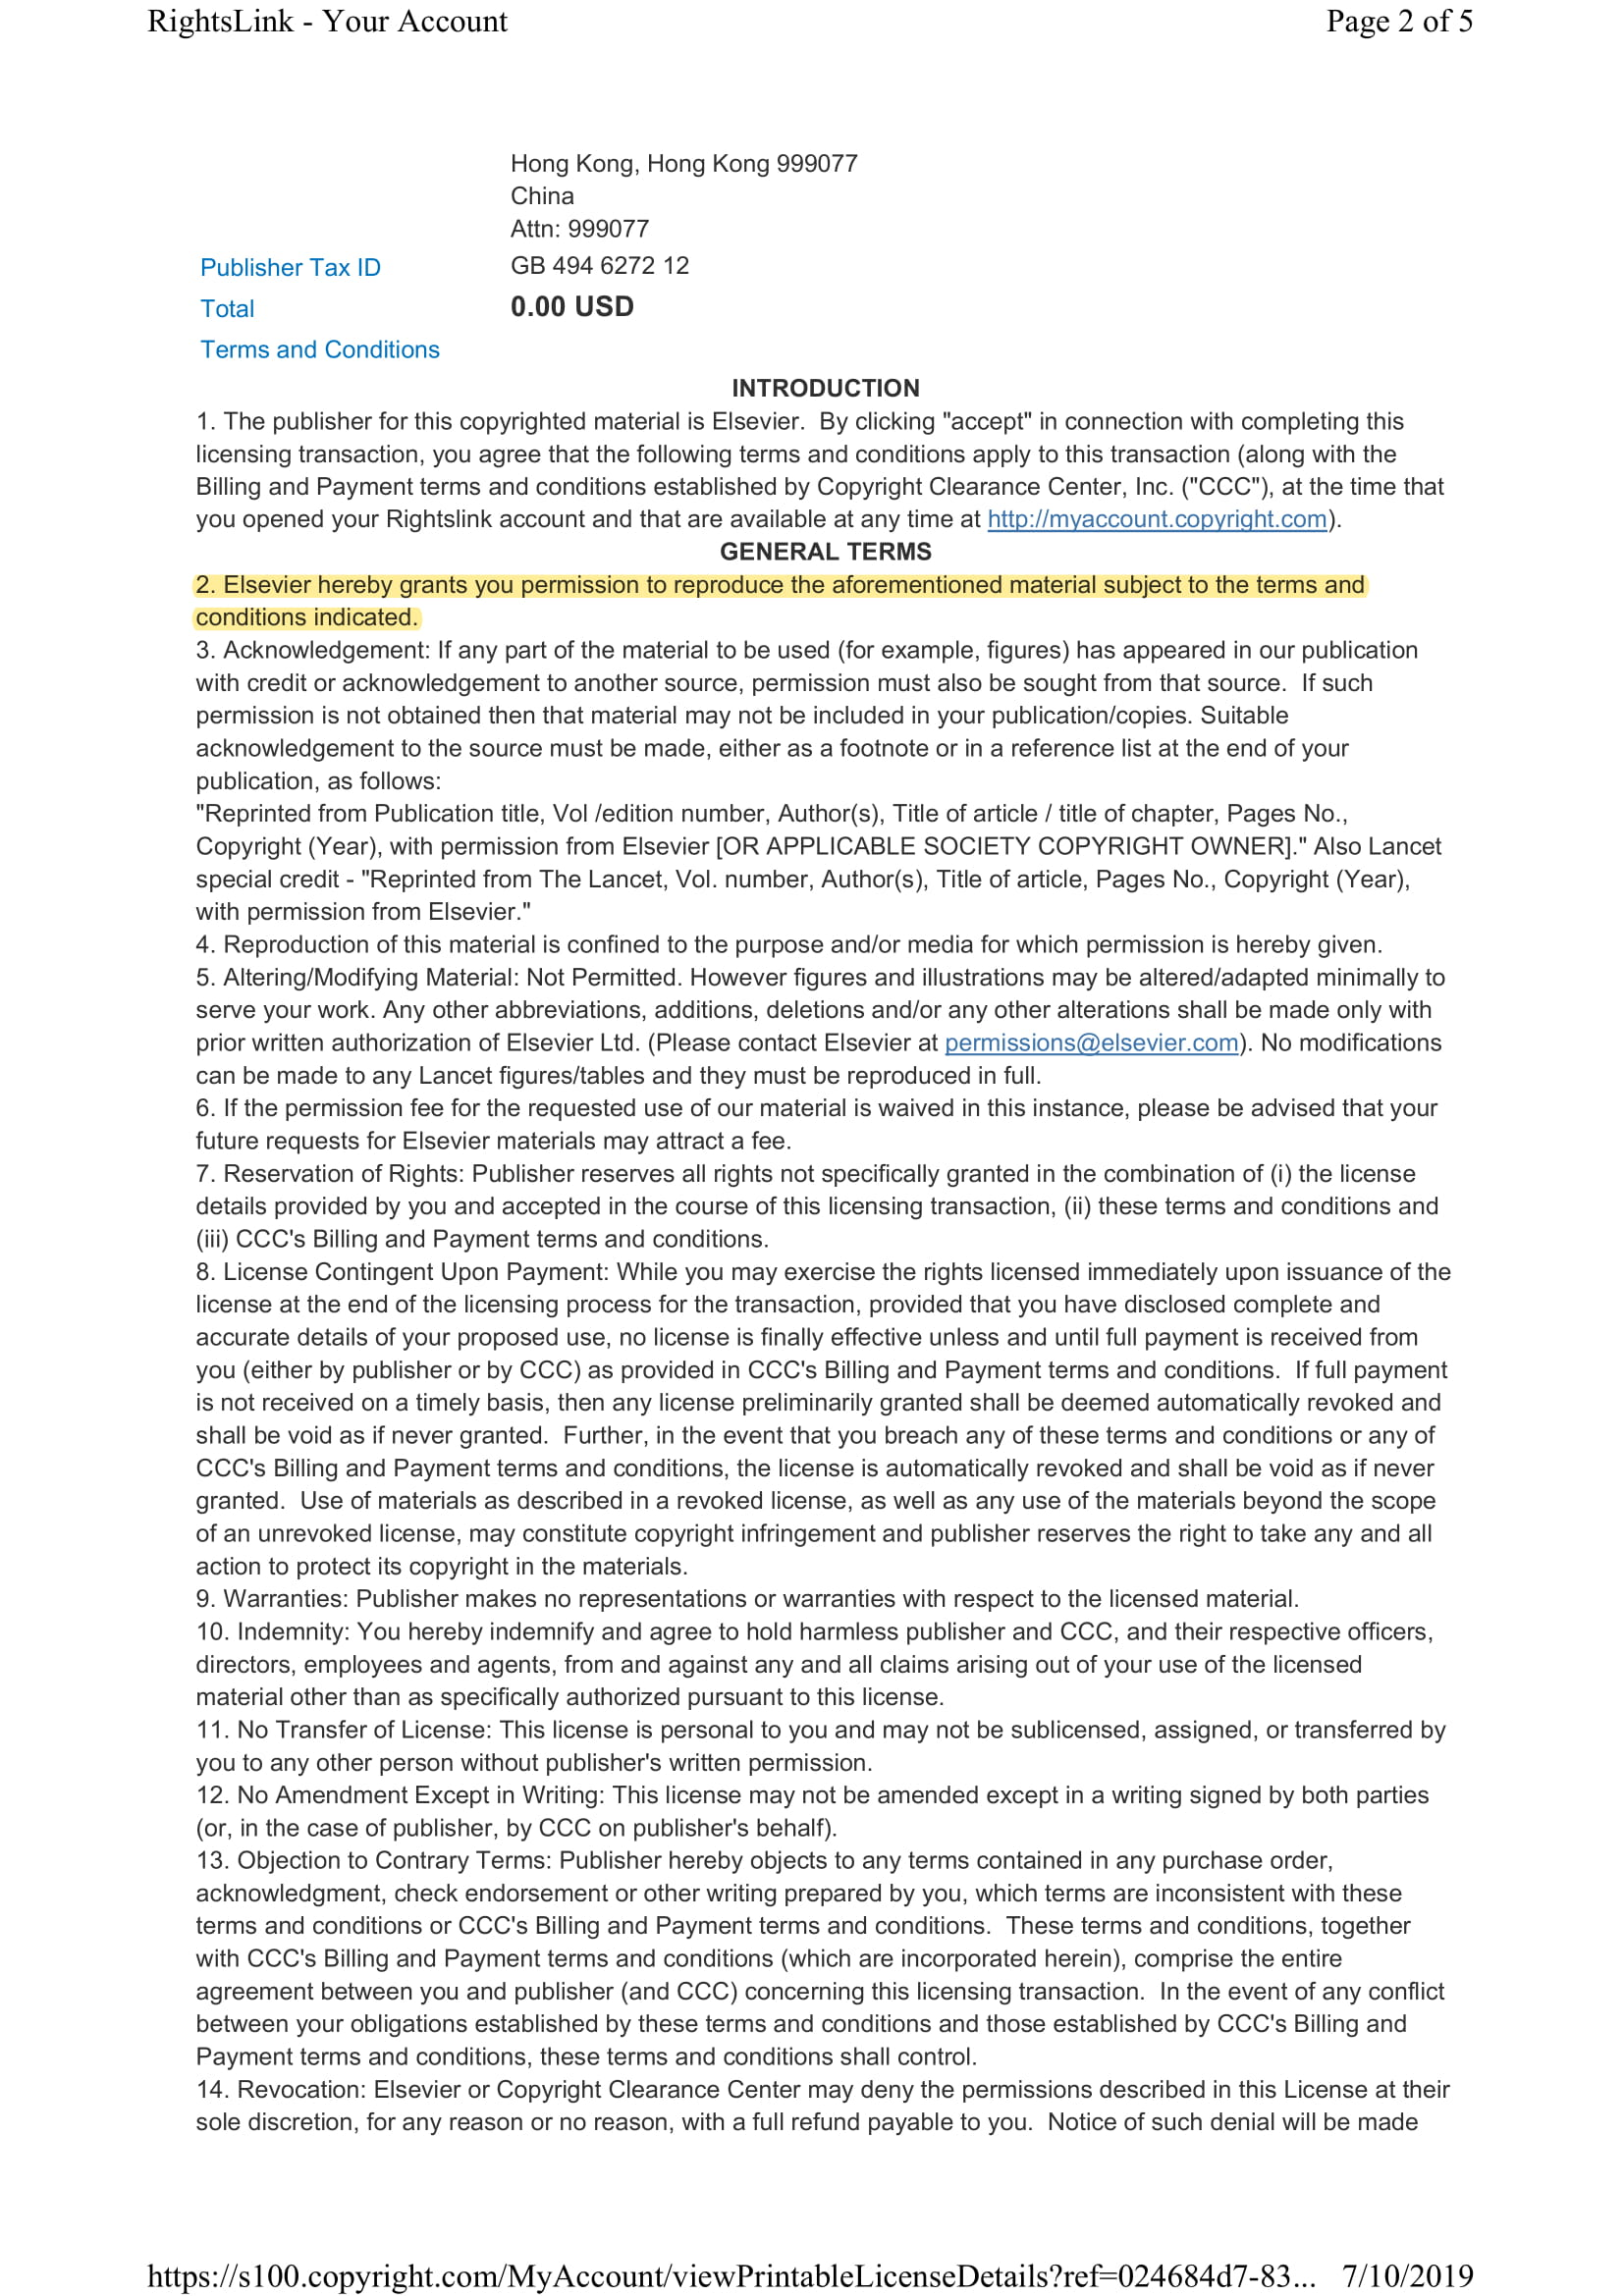 RightsLink - Your Account
Page 2 of 5
Hong Kong, Hong Kong 999077
China
Attn: 999077
Publisher Tax ID
GB 494 6272 12
Total
0.00 USD
Terms and Conditions
INTRODUCTION
1. The publisher for this copyrighted material is Elsevier.  By clicking "accept" in connection with completing this
licensing transaction, you agree that the following terms and conditions apply to this transaction (along with the
Billing and Payment terms and conditions established by Copyright Clearance Center, Inc. ("CCC"), at the time that
you opened your Rightslink account and that are available at any time at http://myaccount.copyright.com).
GENERAL TERMS
2. Elsevier hereby grants you permission to reproduce the aforementioned material subject to the terms and
conditions indicated.
3. Acknowledgement: If any part of the material to be used (for example, figures) has appeared in our publication
with credit or acknowledgement to another source, permission must also be sought from that source.  If such
permission is not obtained then that material may not be included in your publication/copies. Suitable
acknowledgement to the source must be made, either as a footnote or in a reference list at the end of your
publication, as follows:
"Reprinted from Publication title, Vol /edition number, Author(s), Title of article / title of chapter, Pages No.,
Copyright (Year), with permission from Elsevier [OR APPLICABLE SOCIETY COPYRIGHT OWNER]." Also Lancet
special credit - "Reprinted from The Lancet, Vol. number, Author(s), Title of article, Pages No., Copyright (Year),
with permission from Elsevier."
4. Reproduction of this material is confined to the purpose and/or media for which permission is hereby given.
5. Altering/Modifying Material: Not Permitted. However figures and illustrations may be altered/adapted minimally to
serve your work. Any other abbreviations, additions, deletions and/or any other alterations shall be made only with
prior written authorization of Elsevier Ltd. (Please contact Elsevier at permissions@elsevier.com). No modifications
can be made to any Lancet figures/tables and they must be reproduced in full.
6. If the permission fee for the requested use of our material is waived in this instance, please be advised that your
future requests for Elsevier materials may attract a fee.
7. Reservation of Rights: Publisher reserves all rights not specifically granted in the combination of (i) the license
details provided by you and accepted in the course of this licensing transaction, (ii) these terms and conditions and
(iii) CCC's Billing and Payment terms and conditions.
8. License Contingent Upon Payment: While you may exercise the rights licensed immediately upon issuance of the
license at the end of the licensing process for the transaction, provided that you have disclosed complete and
accurate details of your proposed use, no license is finally effective unless and until full payment is received from
you (either by publisher or by CCC) as provided in CCC's Billing and Payment terms and conditions.  If full payment
is not received on a timely basis, then any license preliminarily granted shall be deemed automatically revoked and
shall be void as if never granted.  Further, in the event that you breach any of these terms and conditions or any of
CCC's Billing and Payment terms and conditions, the license is automatically revoked and shall be void as if never
granted.  Use of materials as described in a revoked license, as well as any use of the materials beyond the scope
of an unrevoked license, may constitute copyright infringement and publisher reserves the right to take any and all
action to protect its copyright in the materials.
9. Warranties: Publisher makes no representations or warranties with respect to the licensed material.
10. Indemnity: You hereby indemnify and agree to hold harmless publisher and CCC, and their respective officers,
directors, employees and agents, from and against any and all claims arising out of your use of the licensed
material other than as specifically authorized pursuant to this license.
11. No Transfer of License: This license is personal to you and may not be sublicensed, assigned, or transferred by
you to any other person without publisher's written permission.
12. No Amendment Except in Writing: This license may not be amended except in a writing signed by both parties
(or, in the case of publisher, by CCC on publisher's behalf).
13. Objection to Contrary Terms: Publisher hereby objects to any terms contained in any purchase order,
acknowledgment, check endorsement or other writing prepared by you, which terms are inconsistent with these
terms and conditions or CCC's Billing and Payment terms and conditions.  These terms and conditions, together
with CCC's Billing and Payment terms and conditions (which are incorporated herein), comprise the entire
agreement between you and publisher (and CCC) concerning this licensing transaction.  In the event of any conflict
between your obligations established by these terms and conditions and those established by CCC's Billing and
Payment terms and conditions, these terms and conditions shall control.
14. Revocation: Elsevier or Copyright Clearance Center may deny the permissions described in this License at their
sole discretion, for any reason or no reason, with a full refund payable to you.  Notice of such denial will be made
https://s100.copyright.com/MyAccount/viewPrintableLicenseDetails?ref=024684d7-83...
7/10/2019